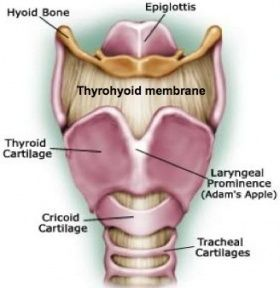 Epiglottis
Hyoid Bone
Thyrohyoid membrane
Thyroid
Cartilage
Laryngeal
Prominence
(Adam's Apple)
Cricoid
Cartilage
Tracheal
Cartilages